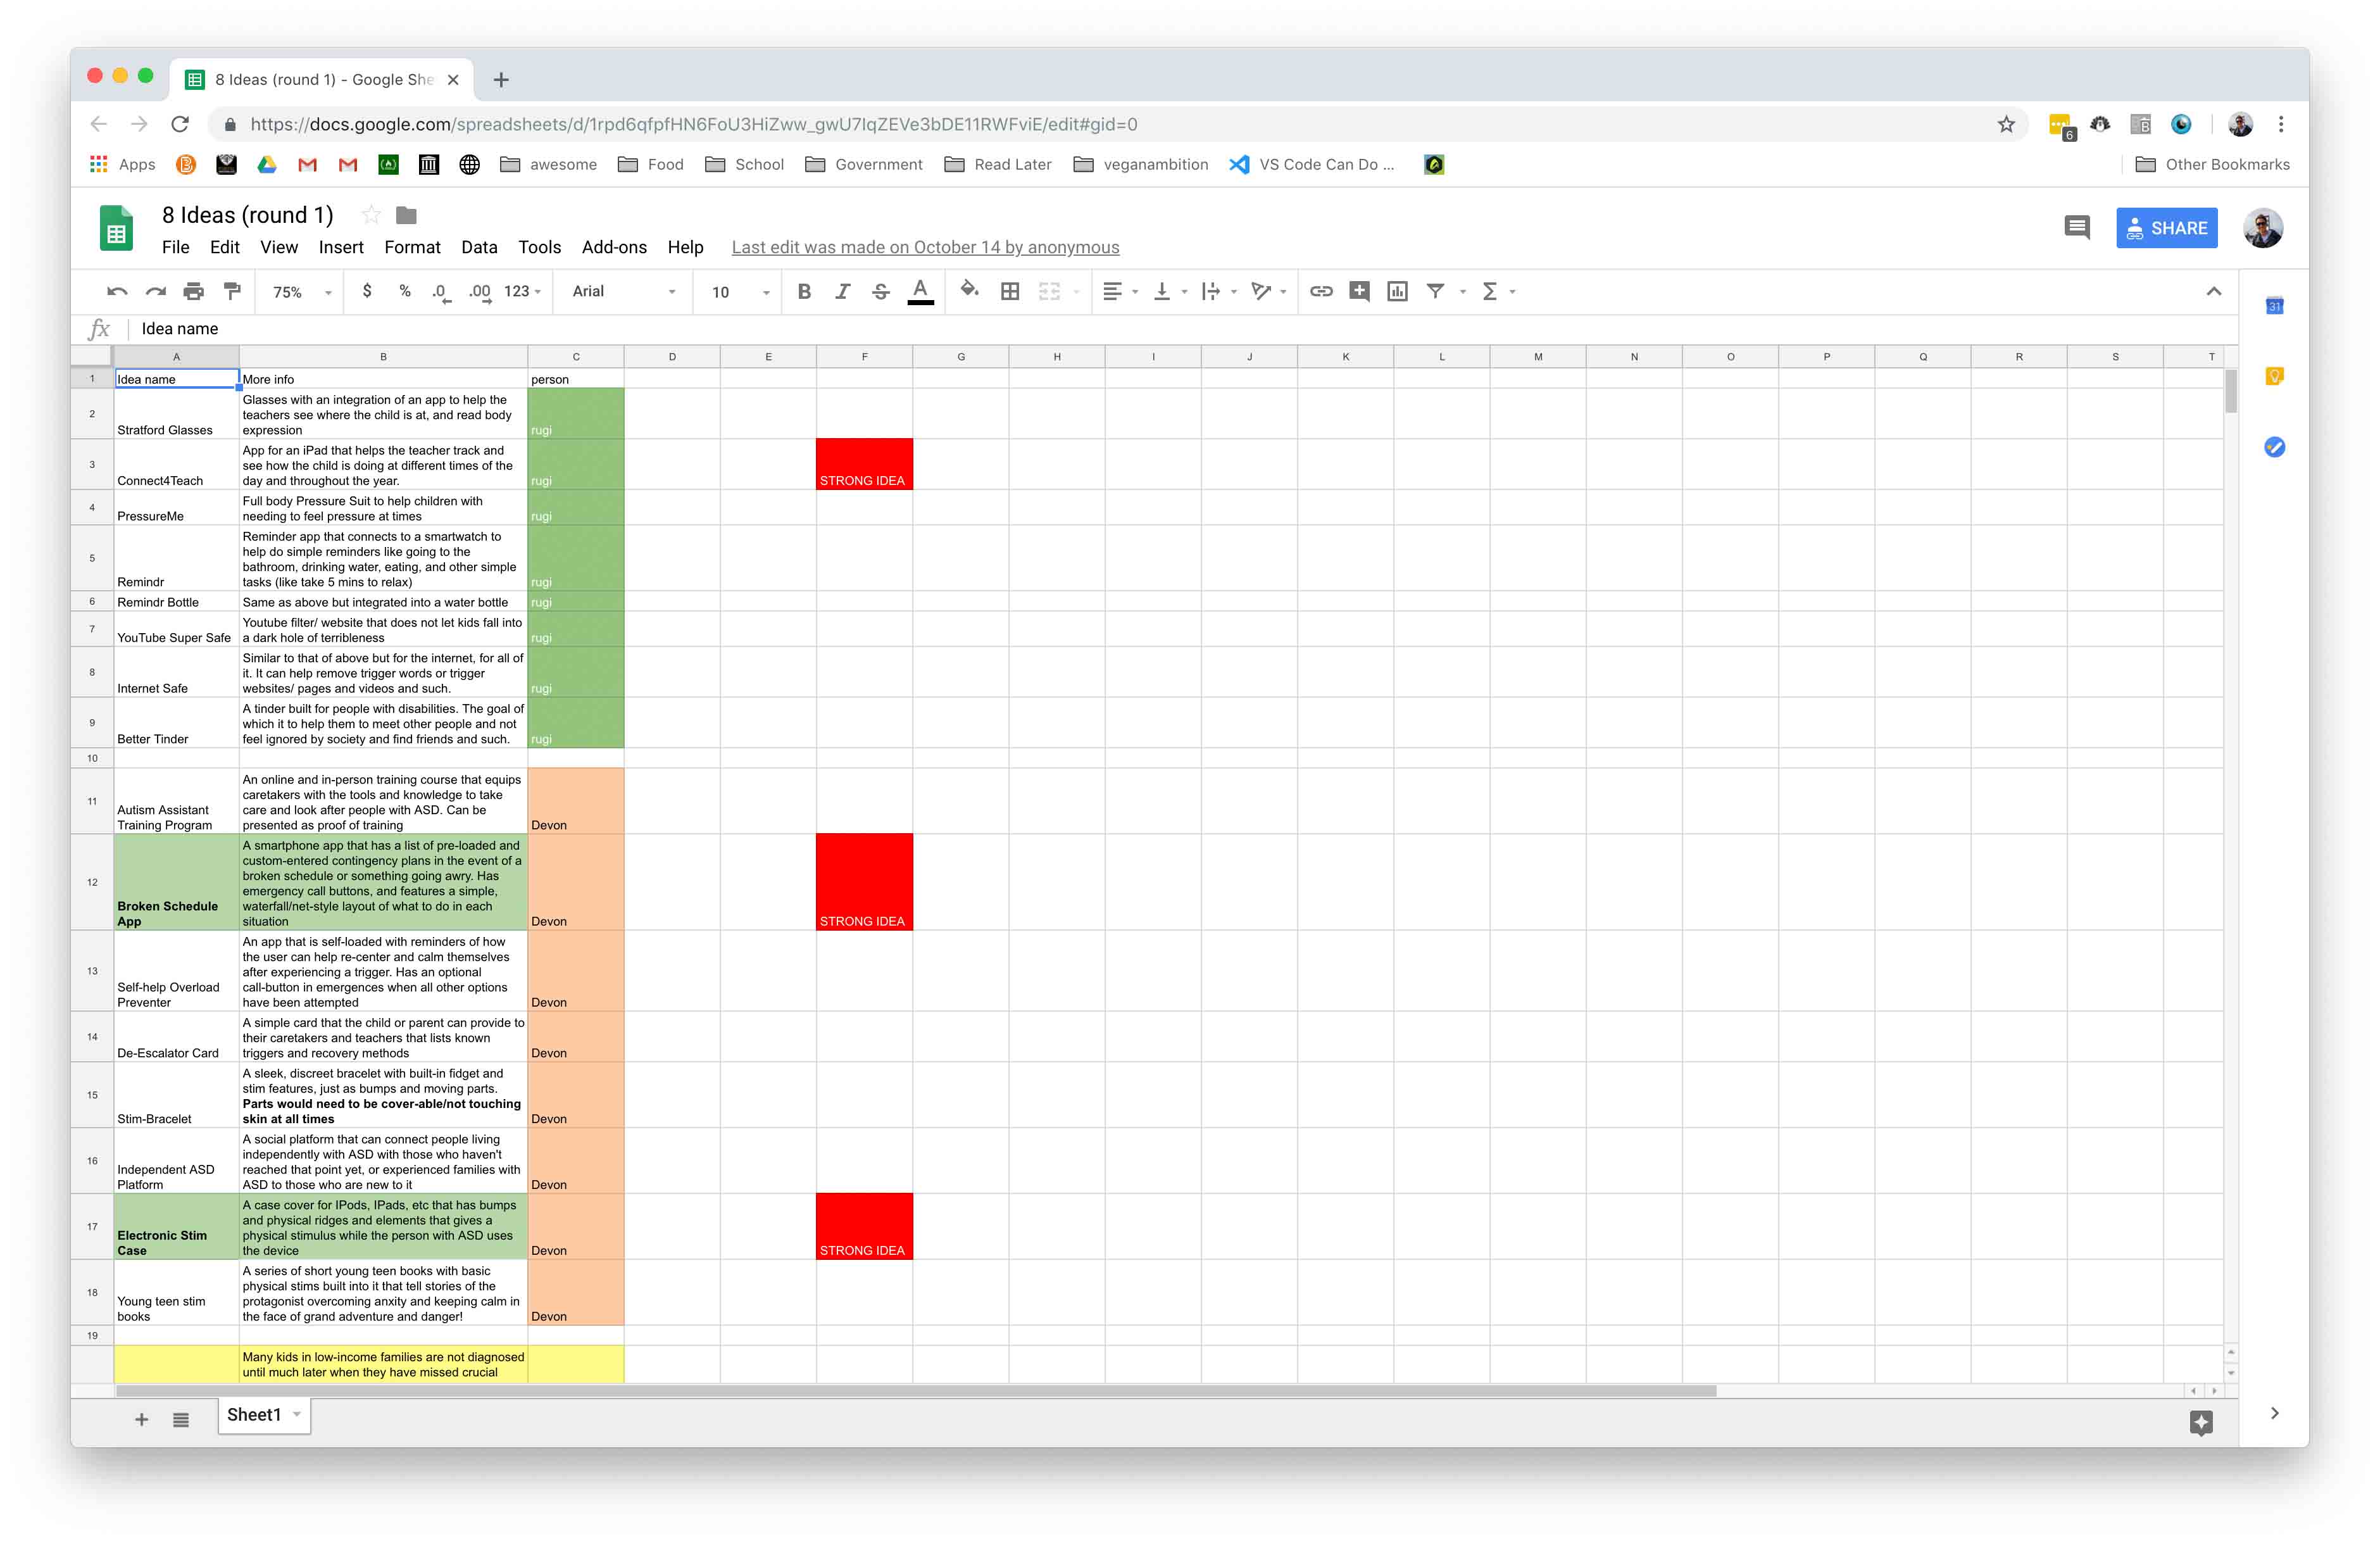 8 Ideas (round 1) - Google She
https://docs.google.com/spreadsheets/d/1rpd6qfpfHN6FoU3HiZww_gwU7IqZEVe3bDE11RWFviE/edit#gid=0
6
Apps
awesome
Food
School
Government
Read Later
veganambition
VS Code Can Do ...
Other Bookmarks
8 Ideas (round 1)
SHARE
File Edit View Insert Format Data Tools Add-ons Help Last edit was made on October 14 by anonymous
75% $ % .0 .00 123 Arial 10 B I S A
31
fx Idea name
A B C D E F G H I J K L M N O P Q R S T
1 Idea name More info person
2
Stratford Glasses
Glasses with an integration of an app to help the
teachers see where the child is at, and read body
expression
rugi
3
Connect4Teach
App for an iPad that helps the teacher track and
see how the child is doing at different times of the
day and throughout the year.
rugi
STRONG IDEA
4
PressureMe
Full body Pressure Suit to help children with
needing to feel pressure at times
rugi
5
Remindr
Reminder app that connects to a smartwatch to
help do simple reminders like going to the
bathroom, drinking water, eating, and other simple
tasks (like take 5 mins to relax)
rugi
6
Remindr Bottle
Same as above but integrated into a water bottle
rugi
7
YouTube Super Safe
Youtube filter/ website that does not let kids fall into
a dark hole of terribleness
rugi
8
Internet Safe
Similar to that of above but for the internet, for all of
it. It can help remove trigger words or trigger
websites/ pages and videos and such.
rugi
9
Better Tinder
A tinder built for people with disabilities. The goal of
which it to help them to meet other people and not
feel ignored by society and find friends and such.
rugi
10
11
Autism Assistant
Training Program
An online and in-person training course that equips
caretakers with the tools and knowledge to take
care and look after people with ASD. Can be
presented as proof of training
Devon
12
Broken Schedule
App
A smartphone app that has a list of pre-loaded and
custom-entered contingency plans in the event of a
broken schedule or something going awry. Has
emergency call buttons, and features a simple,
waterfall/net-style layout of what to do in each
situation
Devon
STRONG IDEA
13
Self-help Overload
Preventer
An app that is self-loaded with reminders of how
the user can help re-center and calm themselves
after experiencing a trigger. Has an optional
call-button in emergences when all other options
have been attempted
Devon
14
De-Escalator Card
A simple card that the child or parent can provide to
their caretakers and teachers that lists known
triggers and recovery methods
Devon
15
Stim-Bracelet
A sleek, discreet bracelet with built-in fidget and
stim features, just as bumps and moving parts.
Parts would need to be cover-able/not touching
skin at all times
Devon
16
Independent ASD
Platform
A social platform that can connect people living
independently with ASD with those who haven't
reached that point yet, or experienced families with
ASD to those who are new to it
Devon
17
Electronic Stim
Case
A case cover for IPods, IPads, etc that has bumps
and physical ridges and elements that gives a
physical stimulus while the person with ASD uses
the device
Devon
STRONG IDEA
18
Young teen stim
books
A series of short young teen books with basic
physical stims built into it that tell stories of the
protagonist overcoming anxity and keeping calm in
the face of grand adventure and danger!
Devon
19
Many kids in low-income families are not diagnosed
until much later when they have missed crucial
Sheet1